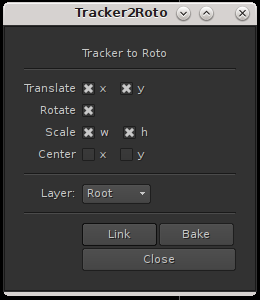 Tracker2Roto
Tracker to Roto
Translate x y
Rotate
Scale w h
Center x y
Layer: Root
Link Bake
Close